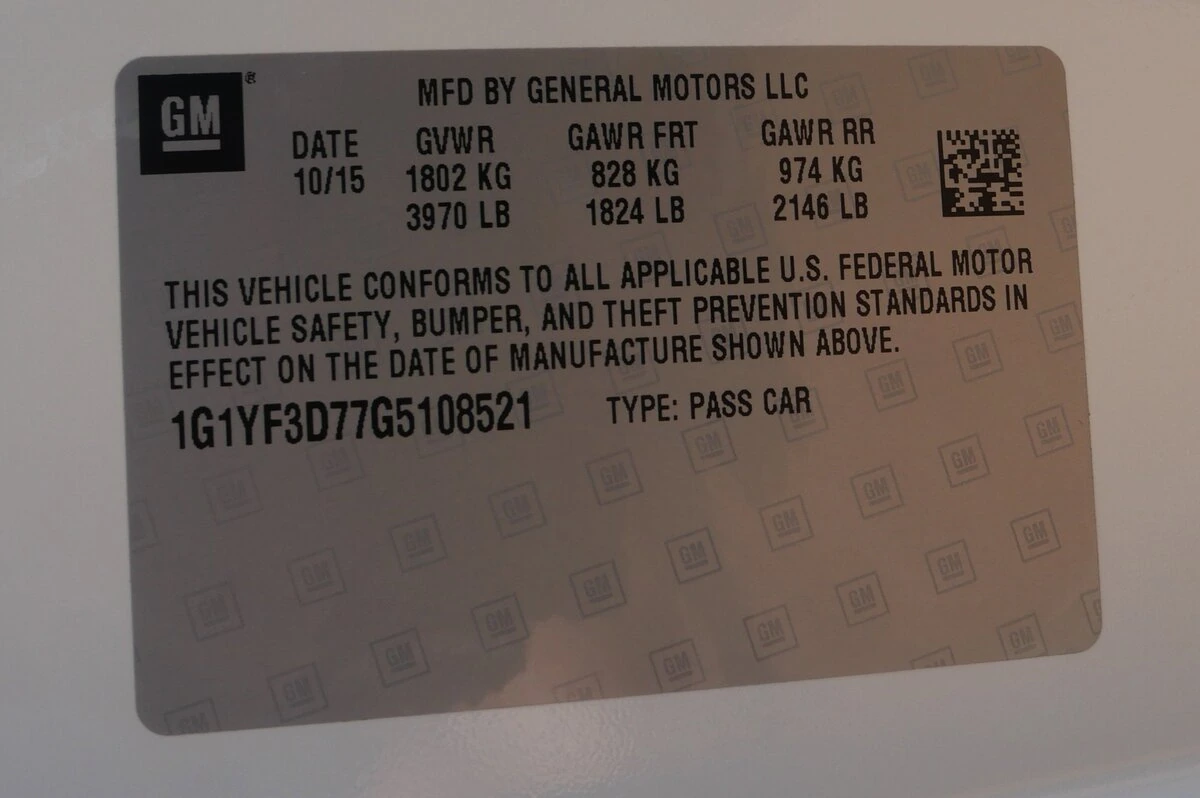 GM ®
MFD BY GENERAL MOTORS LLC
DATE GVWR GAWR FRT GAWR RR
10/15 1802 KG 828 KG 974 KG
3970 LB 1824 LB 2146 LB
THIS VEHICLE CONFORMS TO ALL APPLICABLE U.S. FEDERAL MOTOR
VEHICLE SAFETY, BUMPER, AND THEFT PREVENTION STANDARDS IN
EFFECT ON THE DATE OF MANUFACTURE SHOWN ABOVE.
1G1YF3D77G5108521 TYPE: PASS CAR